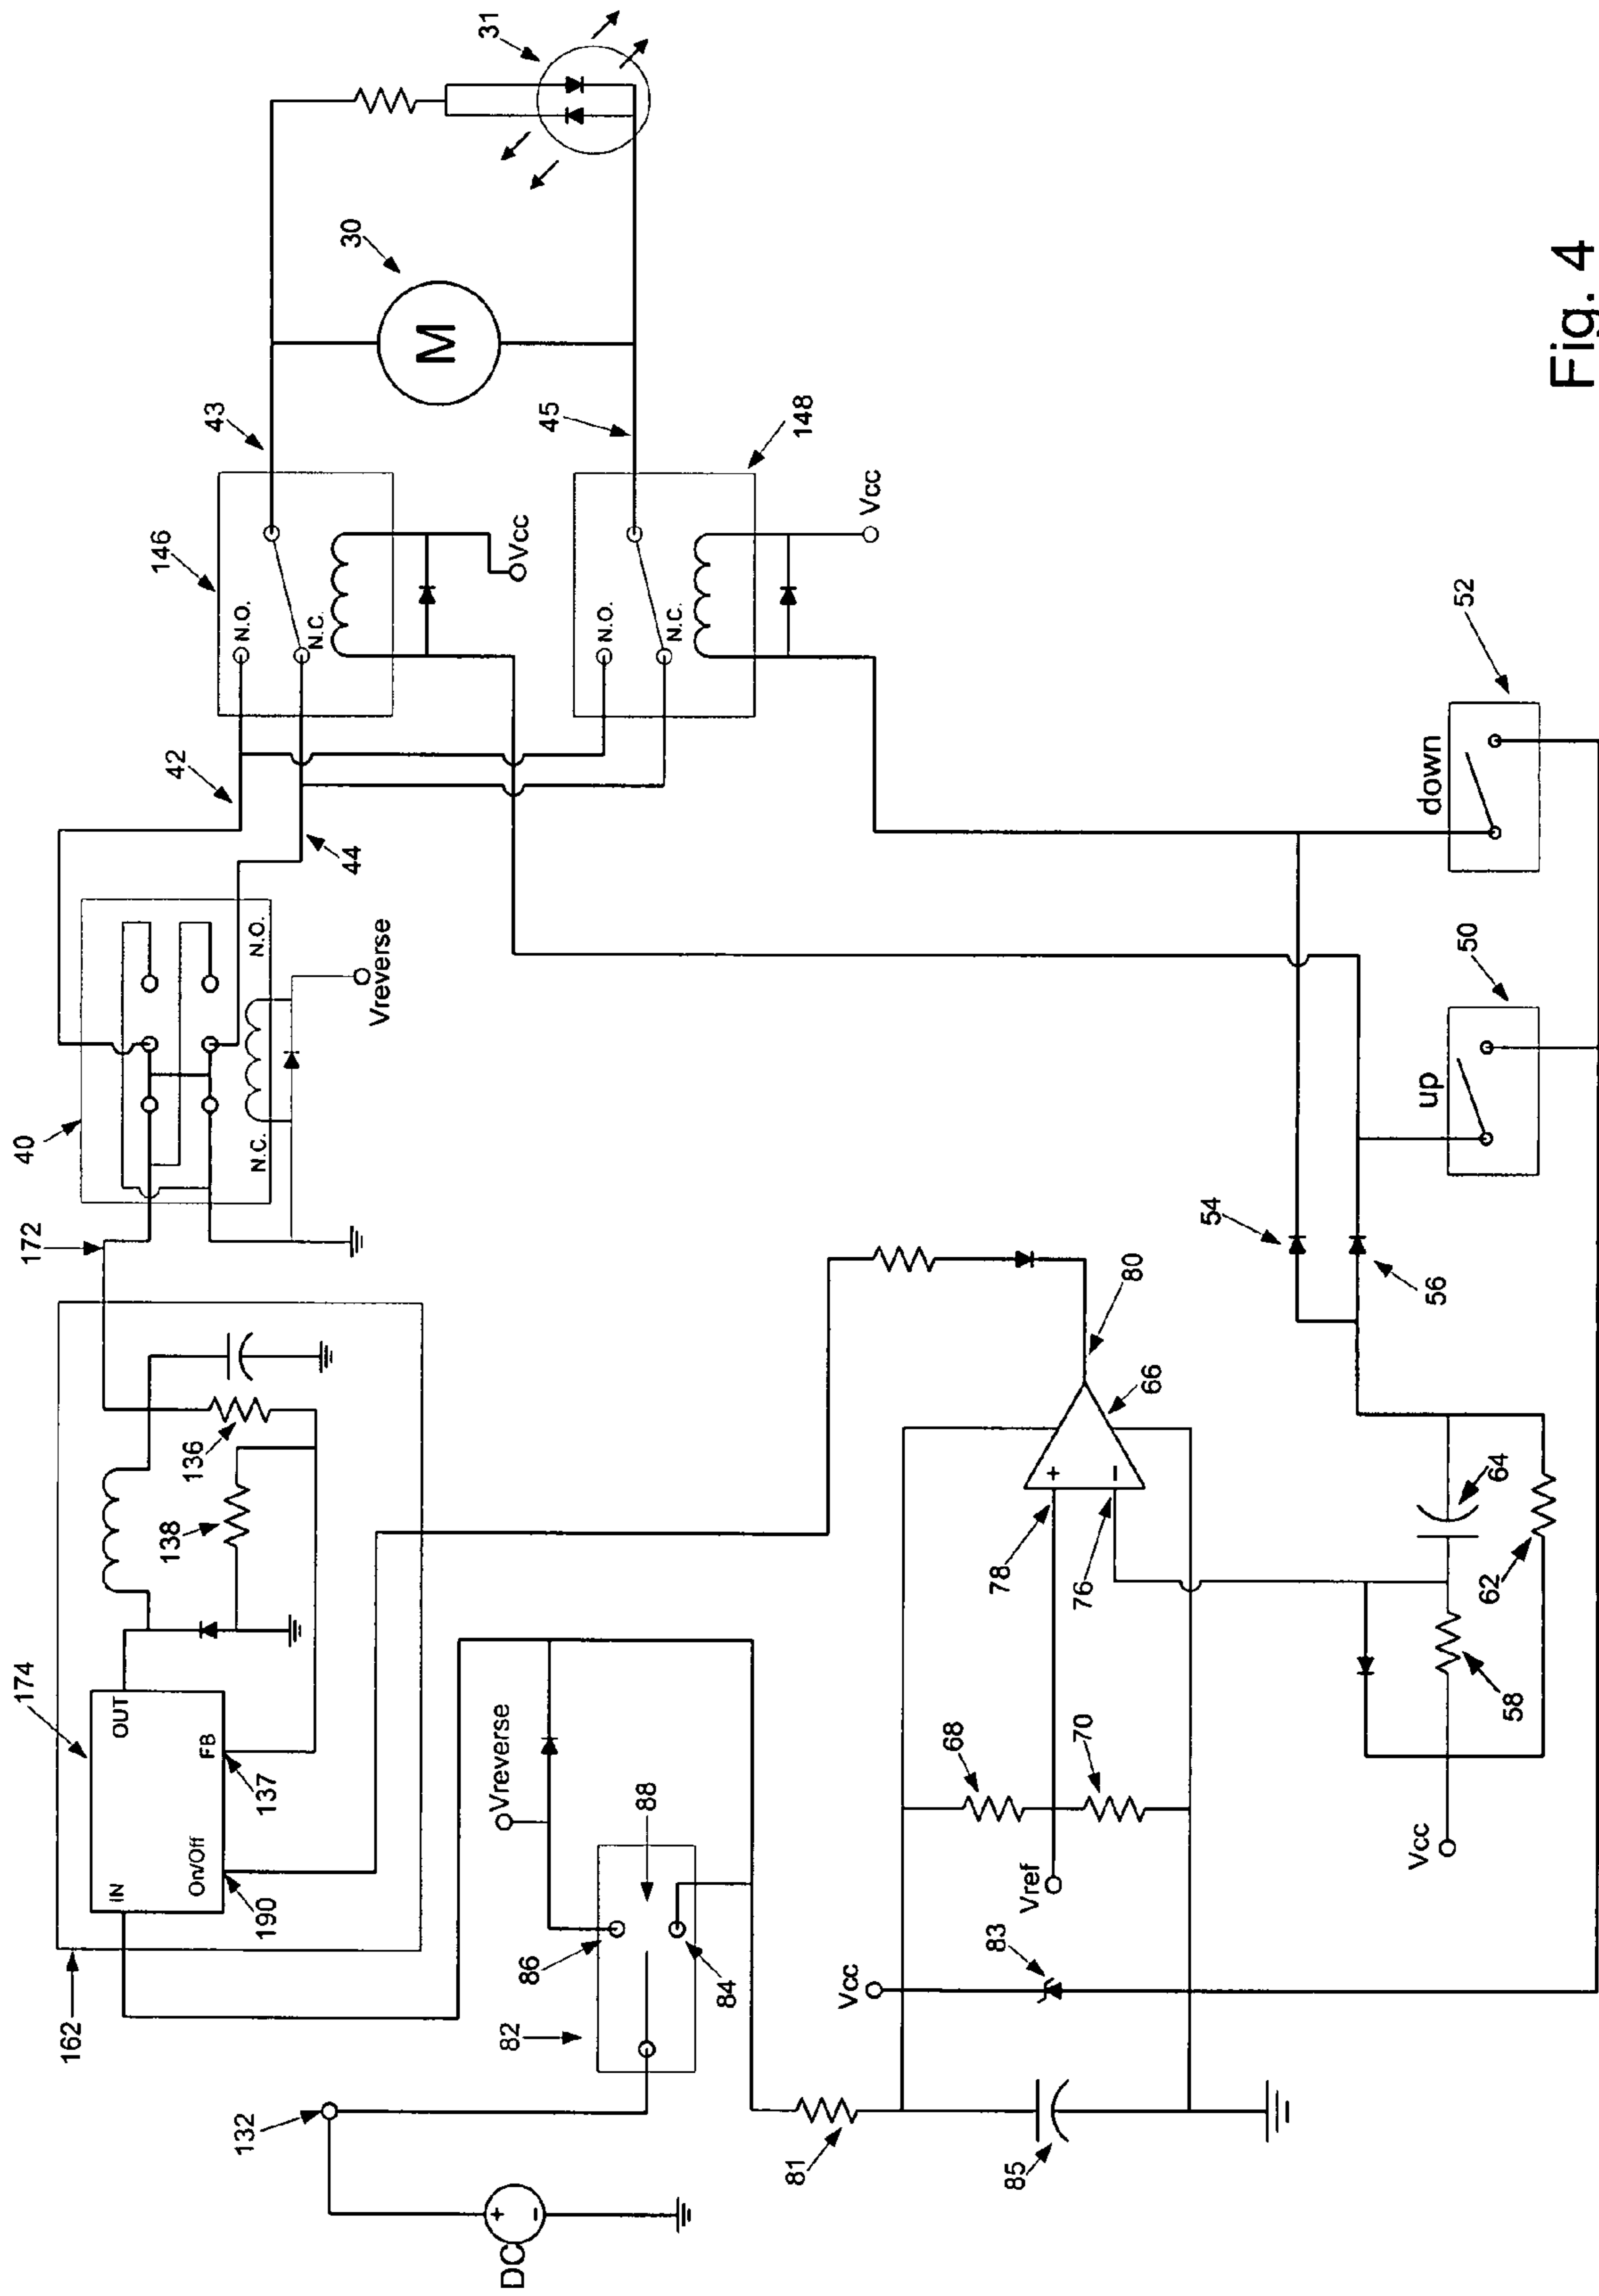 31
30
43
45
146
148
N.O.
N.C.
Vcc
N.O.
N.C.
Vcc
42
44
40
N.O.
N.C.
Vreverse
172
52
down
50
up
54
56
80
66
+
-
78
76
136
138
174
OUT
FB
IN
On/Off
137
190
162
Vreverse
88
86
84
82
132
+
-
DC
68
70
Vref
83
Vcc
81
85
64
62
58
Vcc
Fig. 4